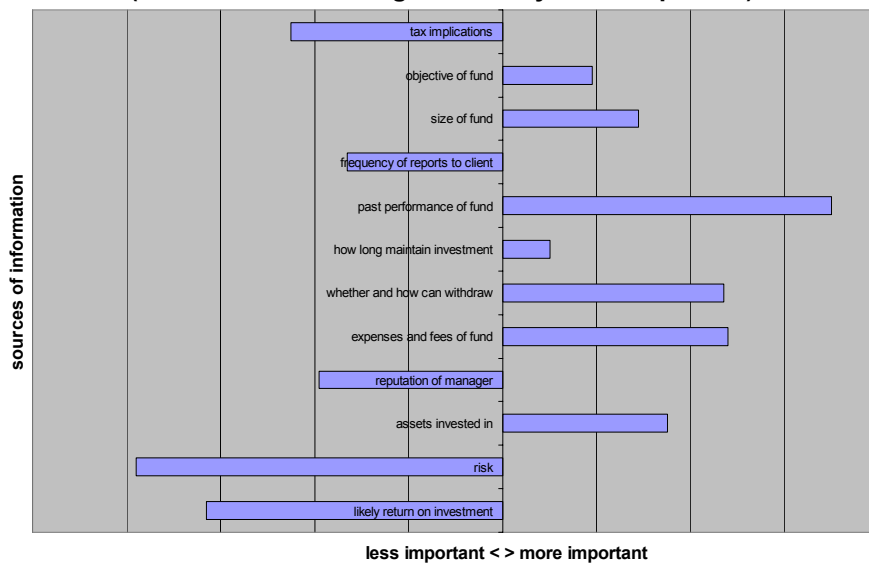 tax implications
objective of fund
size of fund
frequency of reports to client
past performance of fund
how long maintain investment
whether and how can withdraw
expenses and fees of fund
reputation of manager
assets invested in
risk
likely return on investment
sources of information
less important < > more important